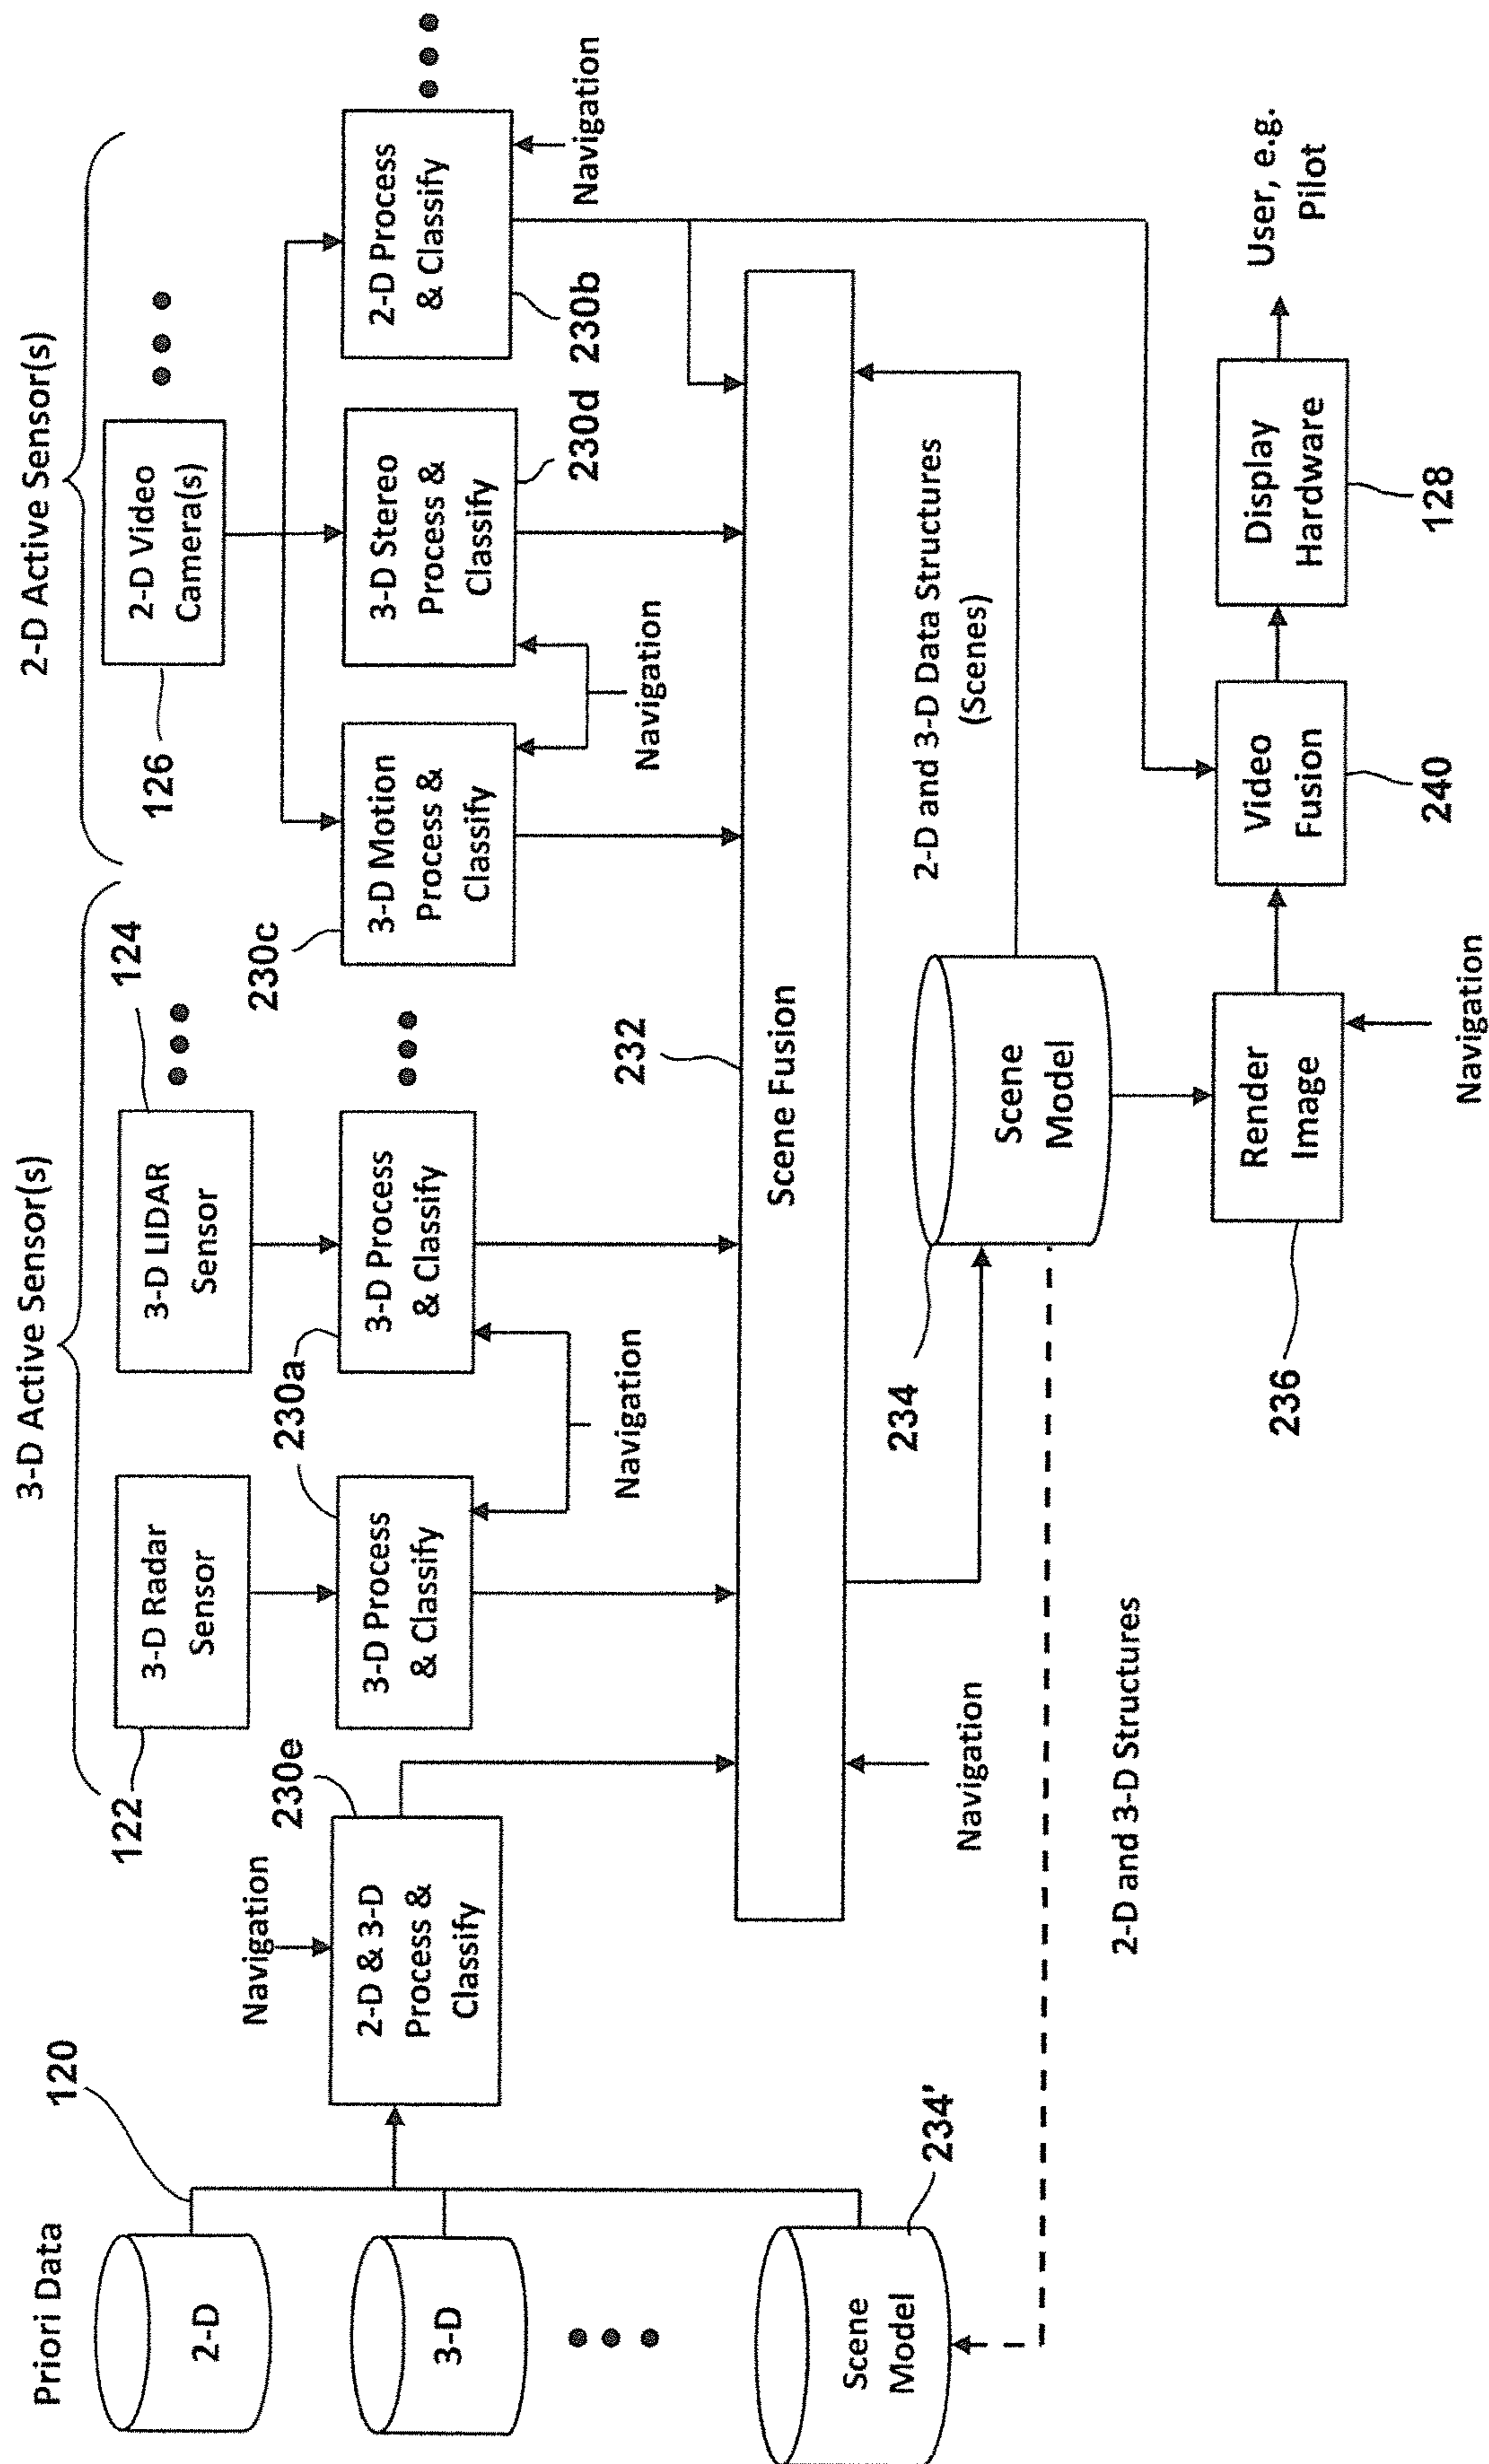 Priori Data
3-D Active Sensor(s)
2-D Active Sensor(s)
120
2-D
3-D
Scene
Model
234'
Navigation
2-D & 3-D
Process &
Classify
230e
122
3-D Radar
Sensor
3-D LIDAR
Sensor
124
126
2-D Video
Camera(s)
230a
3-D Process
& Classify
3-D Process
& Classify
Navigation
230c
3-D Motion
Process &
Classify
3-D Stereo
Process &
Classify
230d
Navigation
2-D Process
& Classify
230b
Navigation
232
Scene Fusion
Navigation
234
Scene
Model
2-D and 3-D Data Structures
(Scenes)
2-D and 3-D Structures
236
Render
Image
Navigation
Video
Fusion
240
Display
Hardware
128
User, e.g.
Pilot